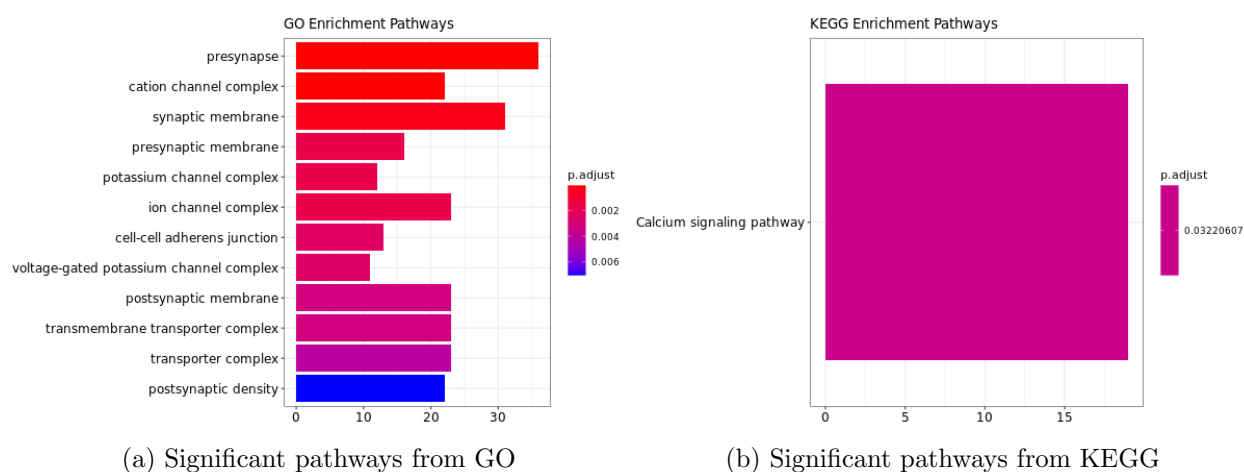 GO Enrichment Pathways
presynapse
cation channel complex
synaptic membrane
presynaptic membrane
potassium channel complex
ion channel complex
cell-cell adherens junction
voltage-gated potassium channel complex
postsynaptic membrane
transmembrane transporter complex
transporter complex
postsynaptic density
0 10 20 30
p.adjust
0.002
0.004
0.006
(a) Significant pathways from GO
KEGG Enrichment Pathways
Calcium signaling pathway
0 5 10 15
p.adjust
0.03220607
(b) Significant pathways from KEGG